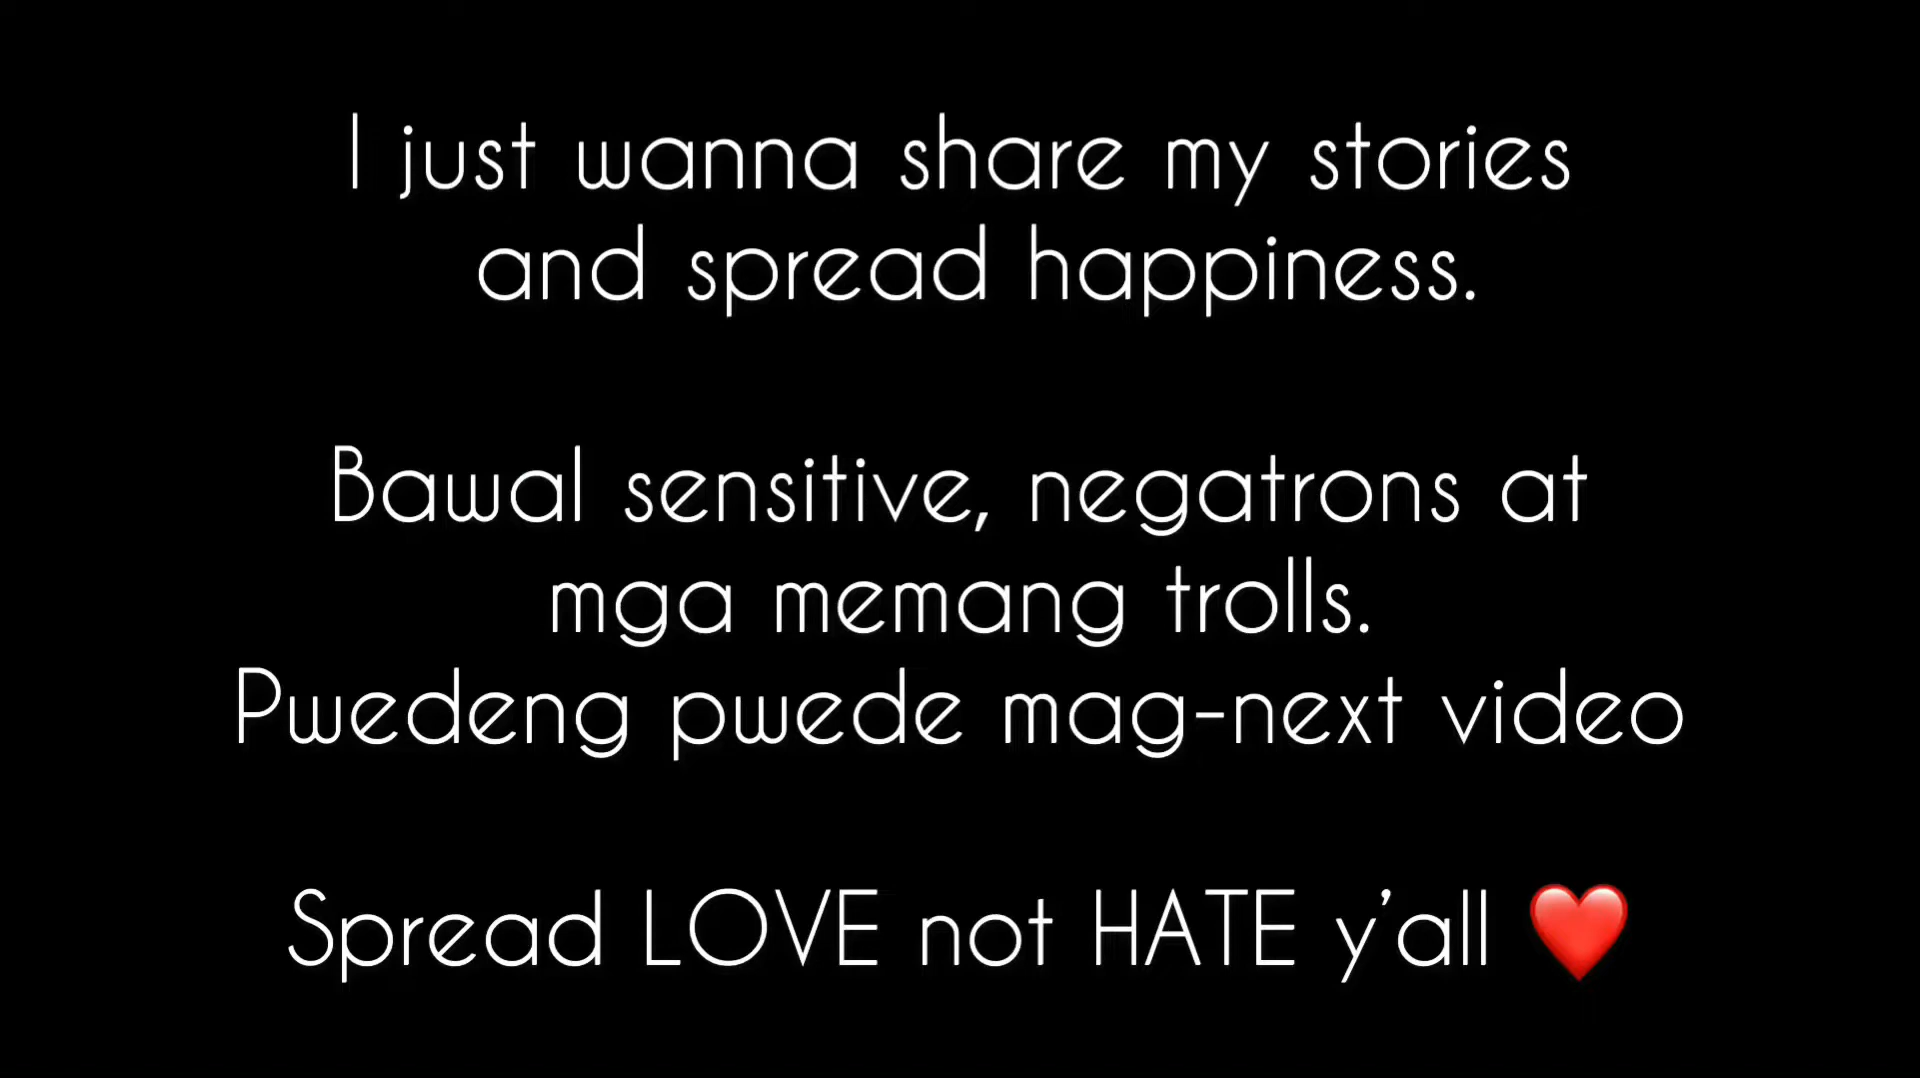 I just wanna share my stories
and spread happiness.
Bawal sensitive, negatrons at
mga memang trolls.
Pwedeng pwede mag-next video
Spread LOVE not HATE y’all ❤️